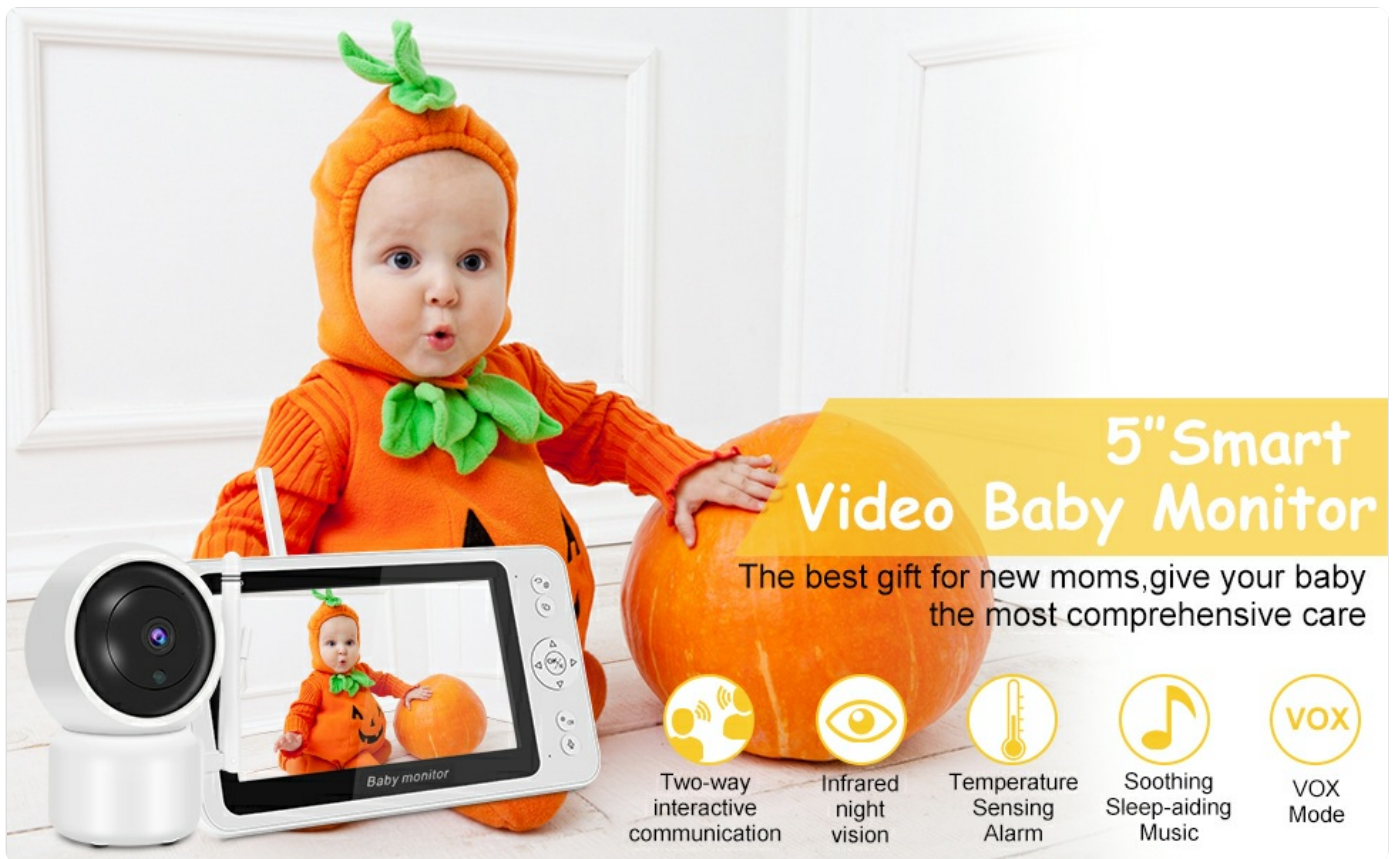 5"Smart
Video Baby Monitor
The best gift for new moms,give your baby
the most comprehensive care
VOX
Two-way
interactive
communication
Infrared
night
vision
Temperature
Sensing
Alarm
Soothing
Sleep-aiding
Music
VOX
Mode
OK
Baby monitor